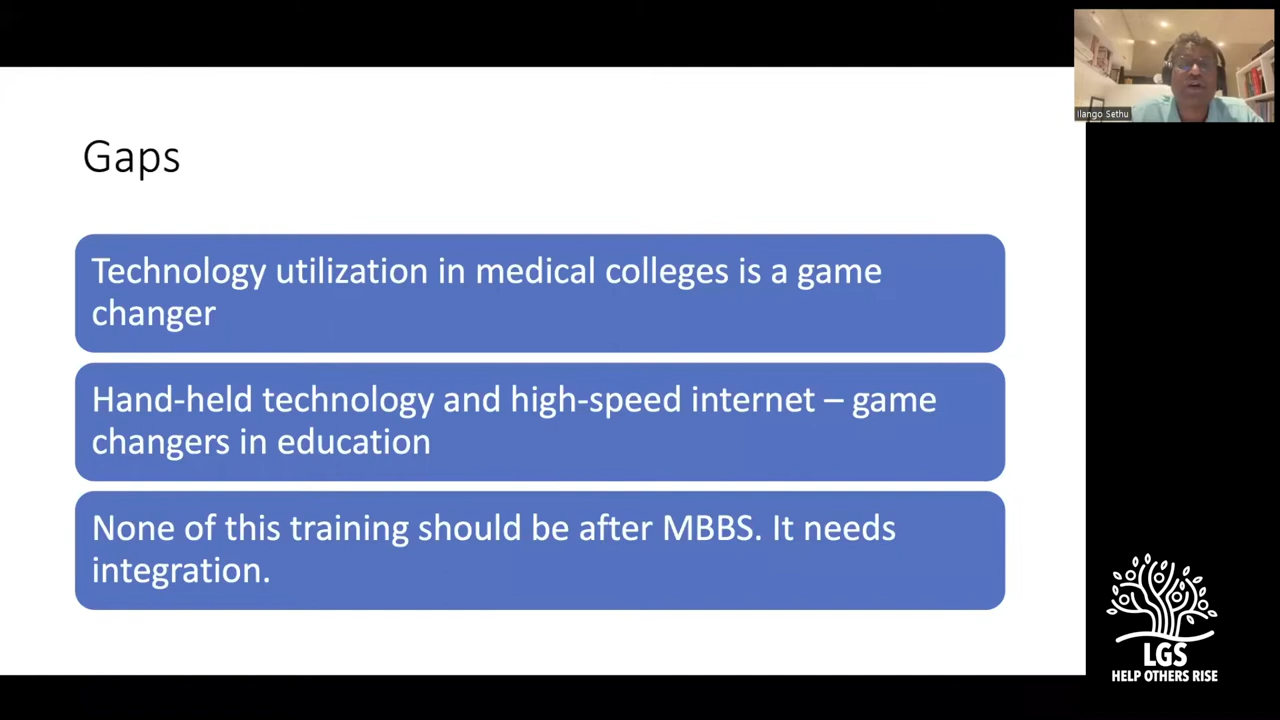 Ilango Sethu
Gaps
Technology utilization in medical colleges is a game
changer
Hand-held technology and high-speed internet – game
changers in education
None of this training should be after MBBS. It needs
integration.
LGS
HELP OTHERS RISE